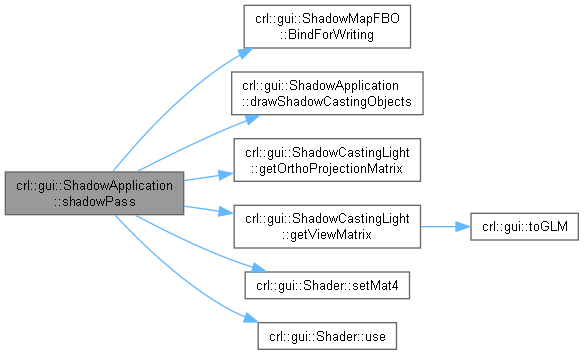 crl::gui::ShadowMapFBO
::BindForWriting
crl::gui::ShadowApplication
::drawShadowCastingObjects
crl::gui::ShadowCastingLight
::getOrthoProjectionMatrix
crl::gui::ShadowApplication
::shadowPass
crl::gui::ShadowCastingLight
::getViewMatrix
crl::gui::toGLM
crl::gui::Shader::setMat4
crl::gui::Shader::use